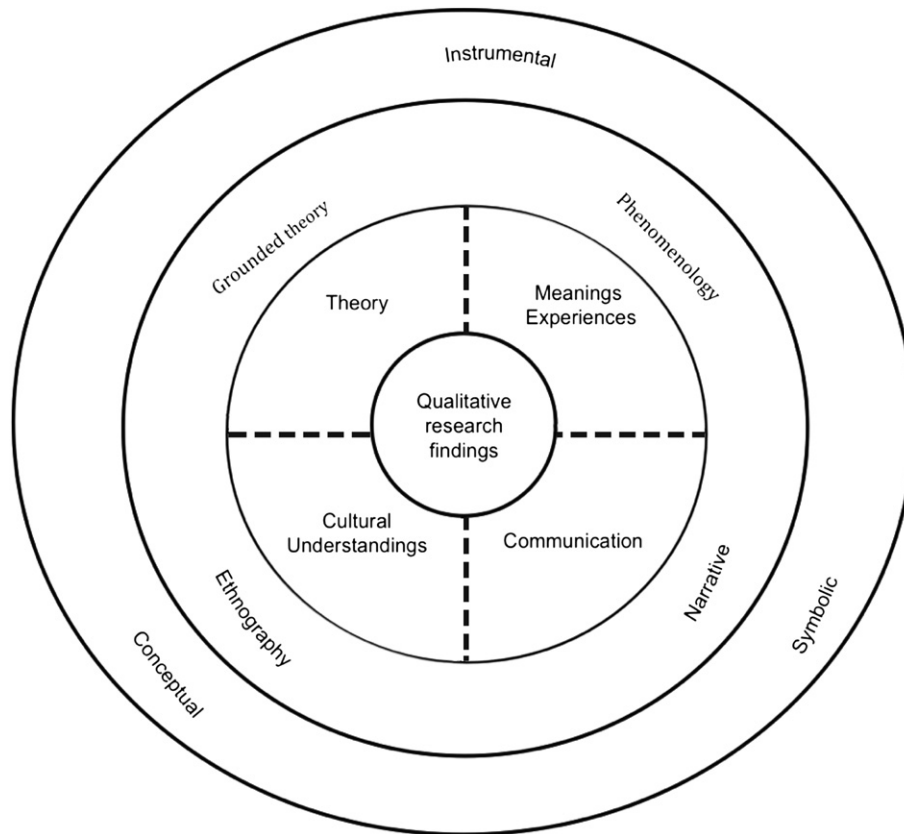 Instrumental
Grounded theory
Phenomenology
Theory
Meanings
Experiences
Qualitative
research
findings
Cultural
Understandings
Communication
Ethnography
Narrative
Conceptual
Symbolic